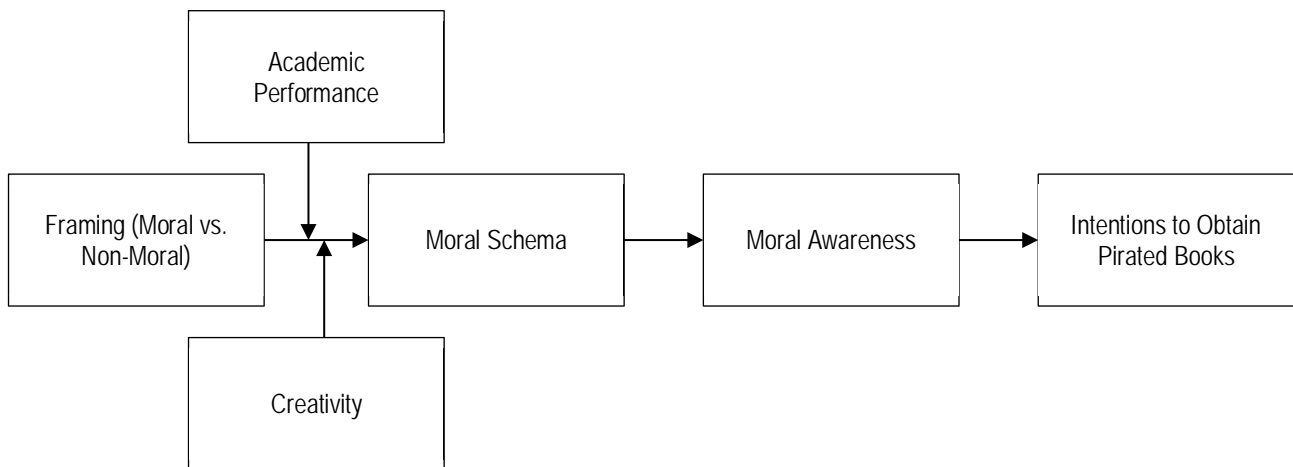 Academic
Performance
Framing (Moral vs.
Non-Moral)
Moral Schema
Moral Awareness
Intentions to Obtain
Pirated Books
Creativity